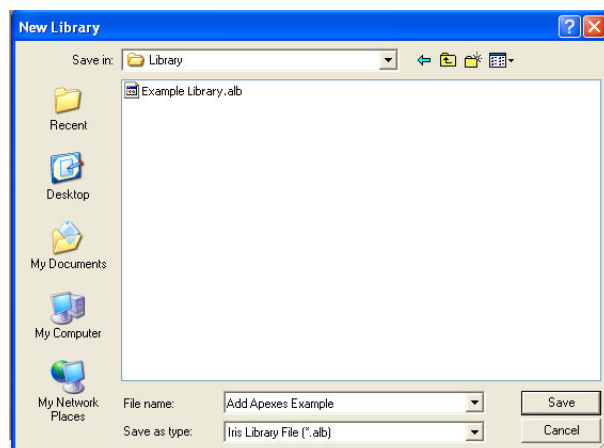 New Library
Save in:
Library
Example Library.alb
Recent
Desktop
My Documents
My Computer
My Network
Places
File name:
Add Apexes Example
Save
Save as type:
Iris Library File (*.alb)
Cancel